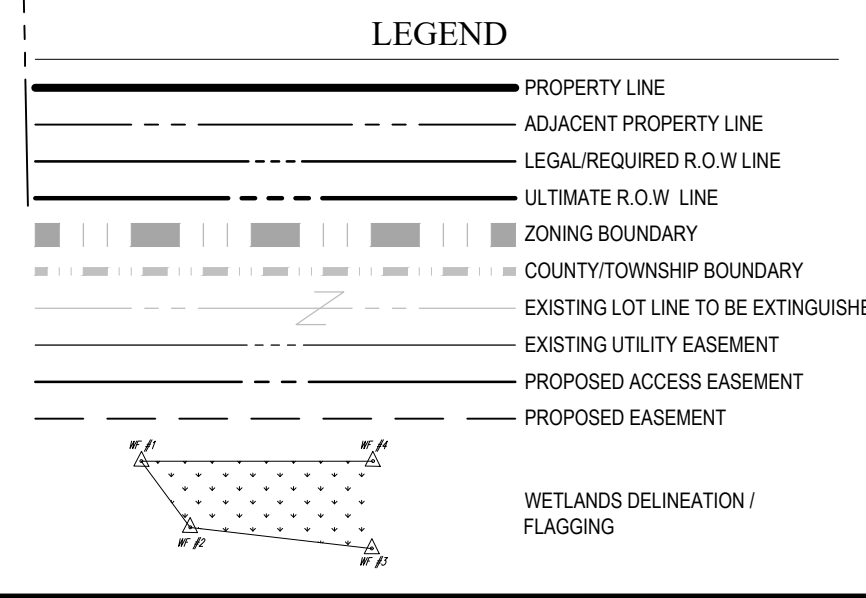 LEGEND
PROPERTY LINE
ADJACENT PROPERTY LINE
LEGAL/REQUIRED R.O.W LINE
ULTIMATE R.O.W LINE
ZONING BOUNDARY
COUNTY/TOWNSHIP BOUNDARY
EXISTING LOT LINE TO BE EXTINGUISHE
EXISTING UTILITY EASEMENT
PROPOSED ACCESS EASEMENT
PROPOSED EASEMENT
WF #1
WF #4
WETLANDS DELINEATION /
FLAGGING
WF #2
WF #3